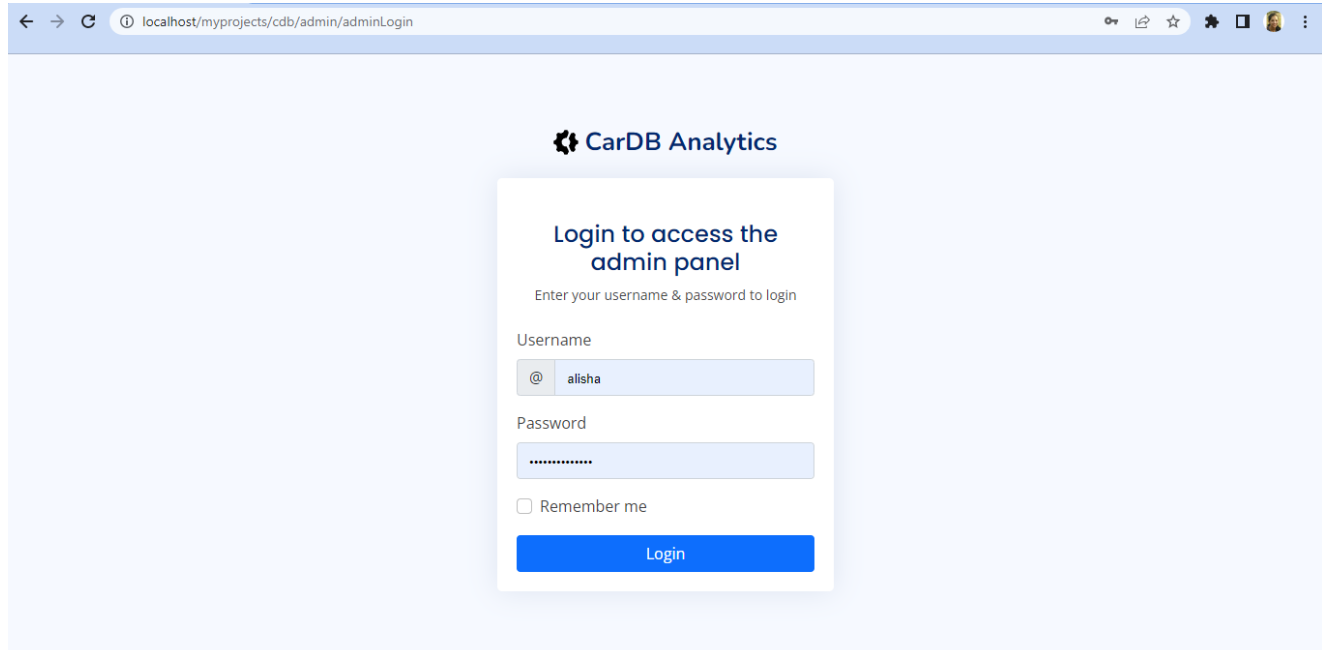 localhost/myprojects/cdb/admin/adminLogin
CarDB Analytics
Login to access the
admin panel
Enter your username & password to login
Username
@ alisha
Password
••••••••••••••
Remember me
Login